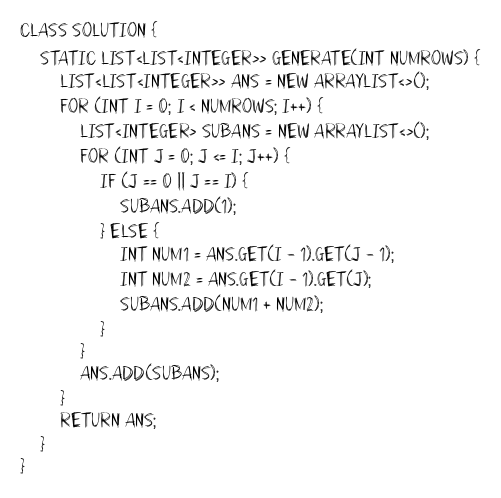 CLASS SOLUTION {
STATIC LIST<LIST<INTEGER>> GENERATE(INT NUMROWS) {
LIST<LIST<INTEGER>> ANS = NEW ARRAYLIST<>();
FOR (INT I = 0; I < NUMROWS; I++) {
LIST<INTEGER> SUBANS = NEW ARRAYLIST<>();
FOR (INT J = 0; J <= I; J++) {
IF (J == 0 || J == I) {
SUBANS.ADD(1);
} ELSE {
INT NUM1 = ANS.GET(I - 1).GET(J - 1);
INT NUM2 = ANS.GET(I - 1).GET(J);
SUBANS.ADD(NUM1 + NUM2);
}
}
ANS.ADD(SUBANS);
}
RETURN ANS;
}
}